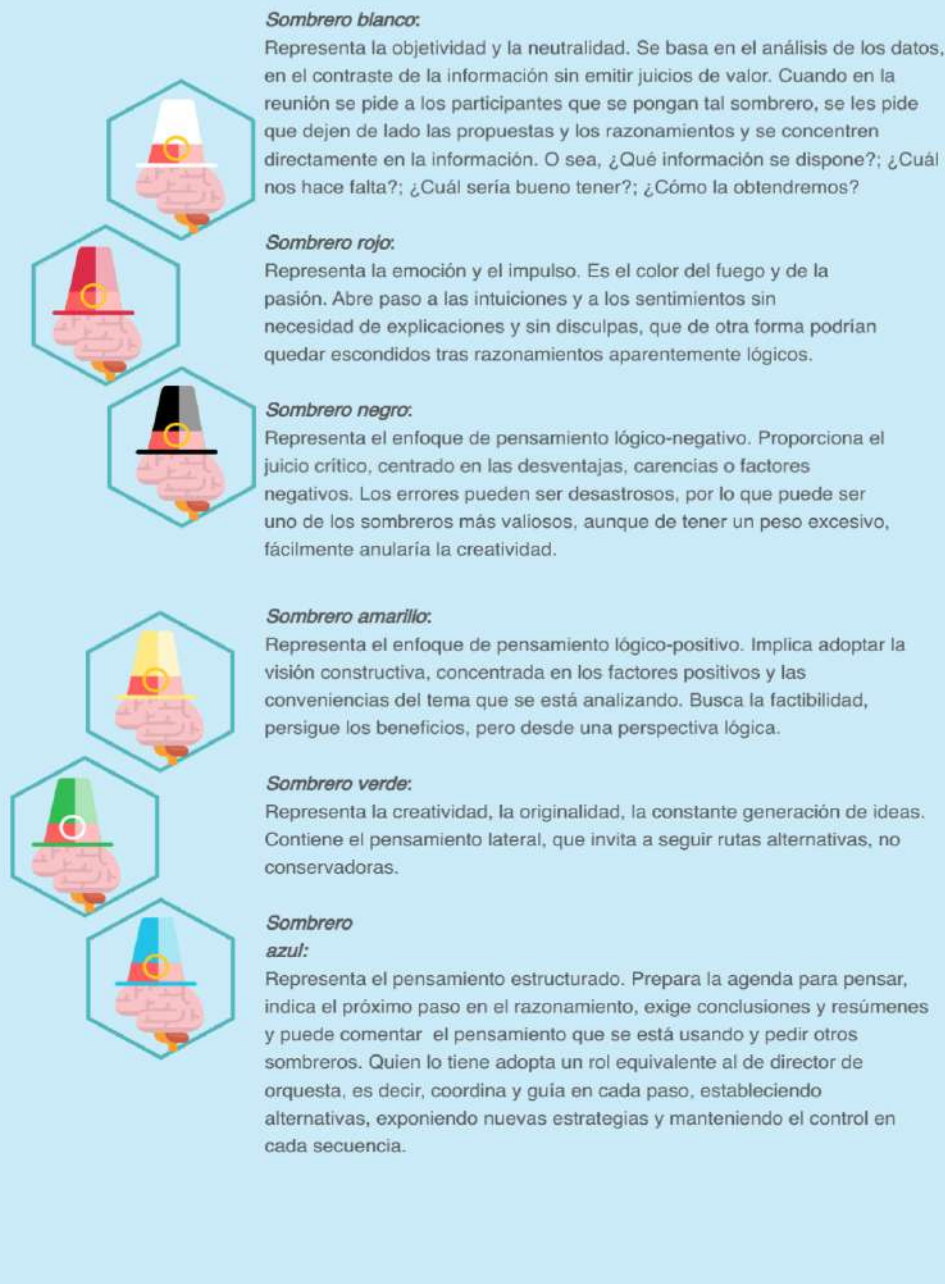 Sombrero blanco:
Representa la objetividad y la neutralidad. Se basa en el análisis de los datos,
en el contraste de la información sin emitir juicios de valor. Cuando en la
reunión se pide a los participantes que se pongan tal sombrero, se les pide
que dejen de lado las propuestas y los razonamientos y se concentren
directamente en la información. O sea, ¿Qué información se dispone?; ¿Cuál
nos hace falta?; ¿Cuál sería bueno tener?; ¿Cómo la obtendremos?
Sombrero rojo:
Representa la emoción y el impulso. Es el color del fuego y de la
pasión. Abre paso a las intuiciones y a los sentimientos sin
necesidad de explicaciones y sin disculpas, que de otra forma podrían
quedar escondidos tras razonamientos aparentemente lógicos.
Sombrero negro:
Representa el enfoque de pensamiento lógico-negativo. Proporciona el
juicio crítico, centrado en las desventajas, carencias o factores
negativos. Los errores pueden ser desastrosos, por lo que puede ser
uno de los sombreros más valiosos, aunque de tener un peso excesivo,
fácilmente anularía la creatividad.
Sombrero amarillo:
Representa el enfoque de pensamiento lógico-positivo. Implica adoptar la
visión constructiva, concentrada en los factores positivos y las
conveniencias del tema que se está analizando. Busca la factibilidad,
persigue los beneficios, pero desde una perspectiva lógica.
Sombrero verde:
Representa la creatividad, la originalidad, la constante generación de ideas.
Contiene el pensamiento lateral, que invita a seguir rutas alternativas, no
conservadoras.
Sombrero
azul:
Representa el pensamiento estructurado. Prepara la agenda para pensar,
indica el próximo paso en el razonamiento, exige conclusiones y resúmenes
y puede comentar el pensamiento que se está usando y pedir otros
sombreros. Quien lo tiene adopta un rol equivalente al de director de
orquesta, es decir, coordina y guía en cada paso, estableciendo
alternativas, exponiendo nuevas estrategias y manteniendo el control en
cada secuencia.